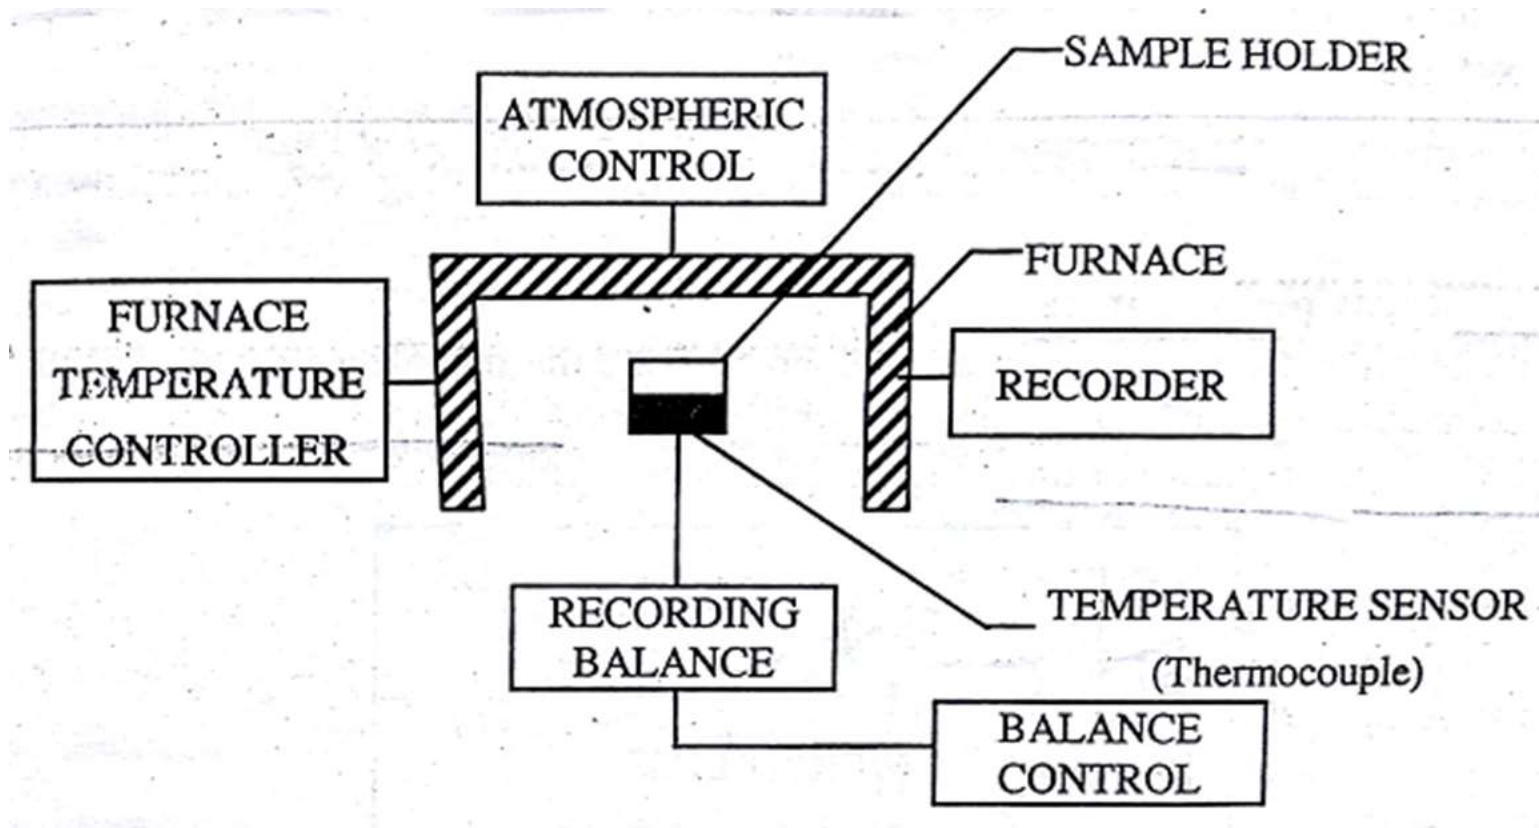 SAMPLE HOLDER
ATMOSPHERIC
CONTROL
FURNACE
FURNACE
TEMPERATURE
CONTROLLER
RECORDER
RECORDING
BALANCE
TEMPERATURE SENSOR
(Thermocouple)
BALANCE
CONTROL